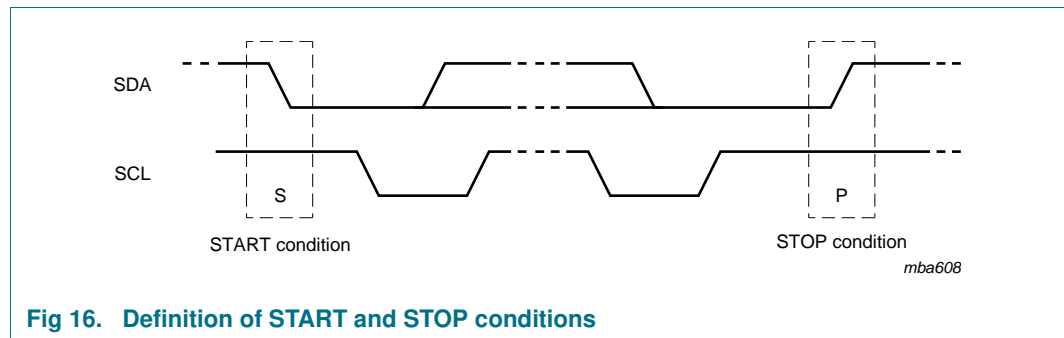 SDA
SCL
S
P
START condition
STOP condition
mba608
Fig 16. Definition of START and STOP conditions